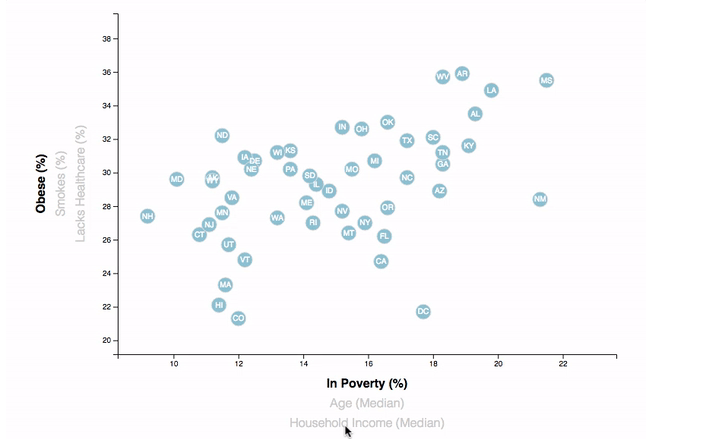 38
36
34
32
30
28
26
24
22
20
Obese (%)
Smokes (%)
Lacks Healthcare (%)
WV
AR
MS
LA
AL
OK
IN
OH
ND
TX
SC
KY
WI
KS
TN
IA
DE
MI
GA
NE
PA
MO
SD
NC
MD
IL
ID
AZ
VA
NM
ME
OR
MN
NH
WA
NV
NJ
RI
NY
CT
MT
FL
UT
VT
CA
MA
HI
DC
CO
10
12
14
16
18
20
22
In Poverty (%)
Age (Median)
Household Income (Median)